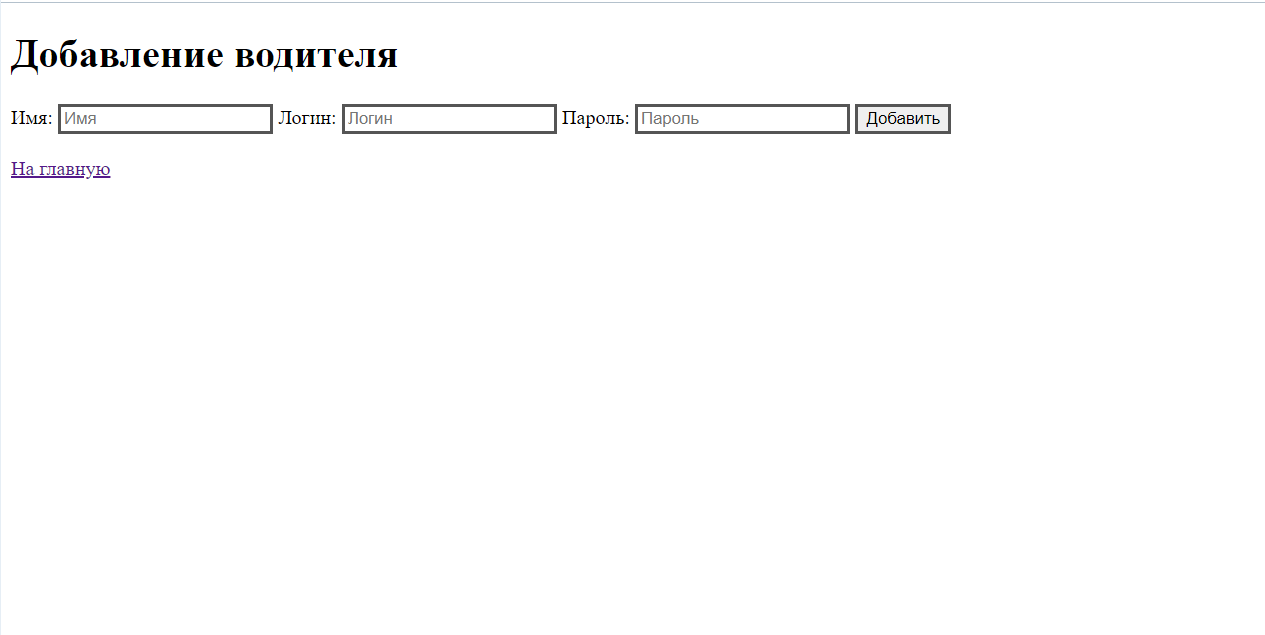 Добавление водителя
Имя: Имя Логин: Логин Пароль: Пароль Добавить
На главную